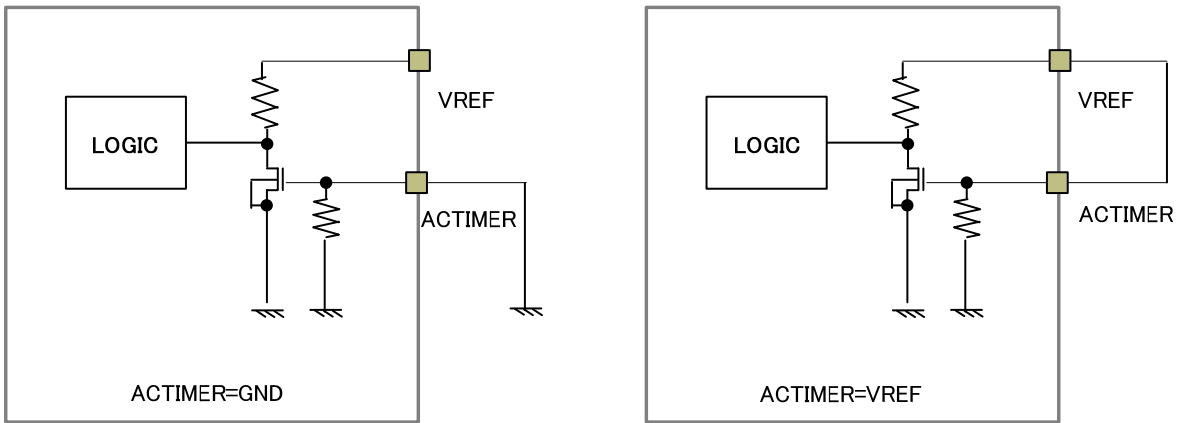 VREF
LOGIC
ACTIMER
ACTIMER=GND
VREF
LOGIC
ACTIMER
ACTIMER=VREF